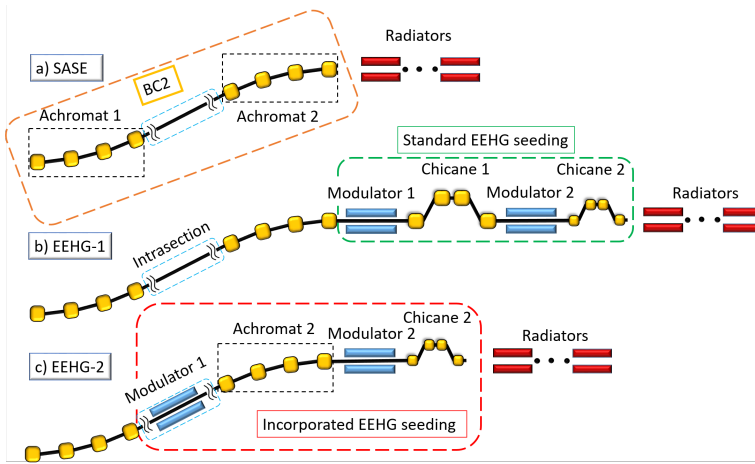 Radiators
a) SASE
BC2
Achromat 1
Achromat 2
Standard EEHG seeding
Chicane 1
Chicane 2
Modulator 1
Modulator 2
Radiators
b) EEHG-1
Intrasection
Chicane 2
Achromat 2
Modulator 2
Radiators
c) EEHG-2
Modulator 1
Incorporated EEHG seeding